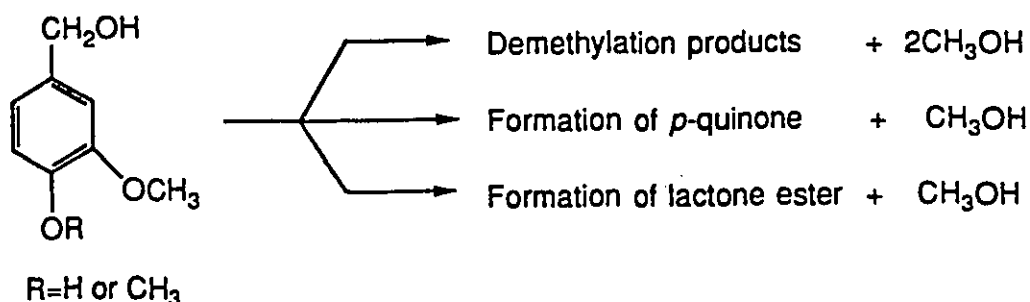 CH₂OH
OCH₃
OR
R=H or CH₃
Demethylation products + 2CH₃OH
Formation of p-quinone + CH₃OH
Formation of lactone ester + CH₃OH